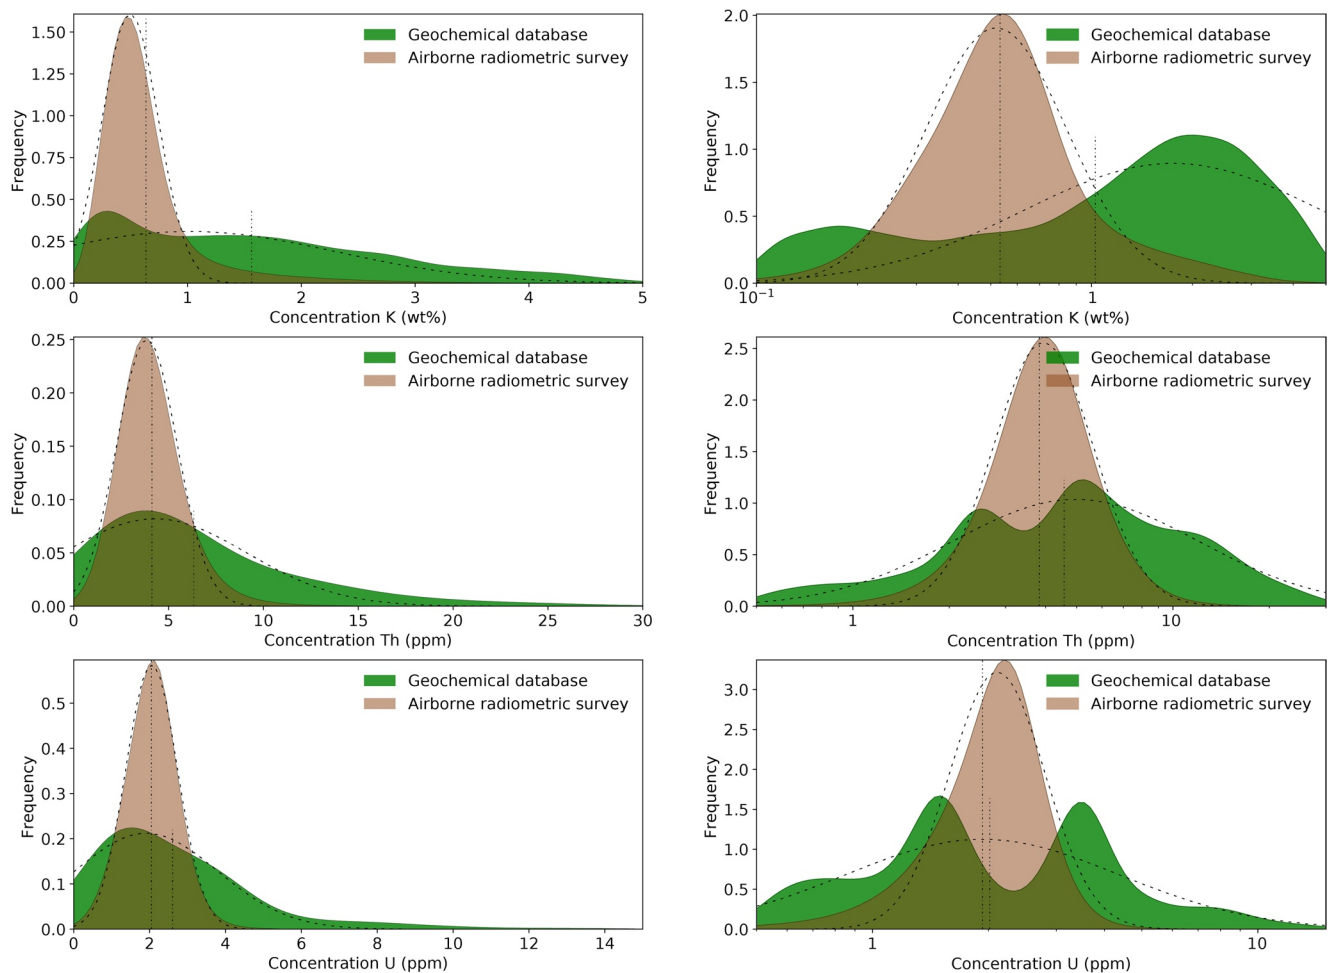 Geochemical database
Airborne radiometric survey
Frequency
1.50
1.25
1.00
0.75
0.50
0.25
0.00
0 1 2 3 4 5
Concentration K (wt%)
Geochemical database
Airborne radiometric survey
Frequency
2.0
1.5
1.0
0.5
0.0
10⁻¹ 1
Concentration K (wt%)
Geochemical database
Airborne radiometric survey
Frequency
0.25
0.20
0.15
0.10
0.05
0.00
0 5 10 15 20 25 30
Concentration Th (ppm)
Geochemical database
Airborne radiometric survey
Frequency
2.5
2.0
1.5
1.0
0.5
0.0
1 10
Concentration Th (ppm)
Geochemical database
Airborne radiometric survey
Frequency
0.5
0.4
0.3
0.2
0.1
0.0
0 2 4 6 8 10 12 14
Concentration U (ppm)
Geochemical database
Airborne radiometric survey
Frequency
3.0
2.5
2.0
1.5
1.0
0.5
0.0
1 10
Concentration U (ppm)